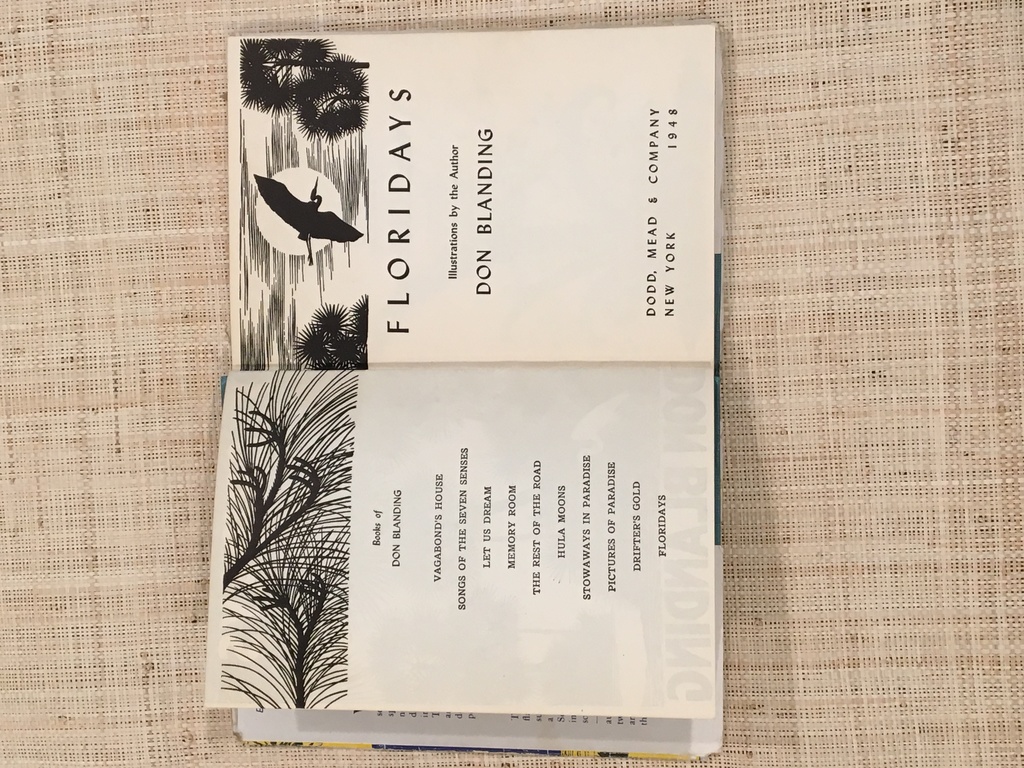 Books of
DON BLANDING
VAGABOND'S HOUSE
SONGS OF THE SEVEN SENSES
LET US DREAM
MEMORY ROOM
THE REST OF THE ROAD
HULA MOONS
STOWAWAYS IN PARADISE
PICTURES OF PARADISE
DRIFTER'S GOLD
FLORIDAYS
DON BLANDING
FLORIDAYS
Illustrations by the Author
DON BLANDING
DODD, MEAD & COMPANY
NEW YORK 1948